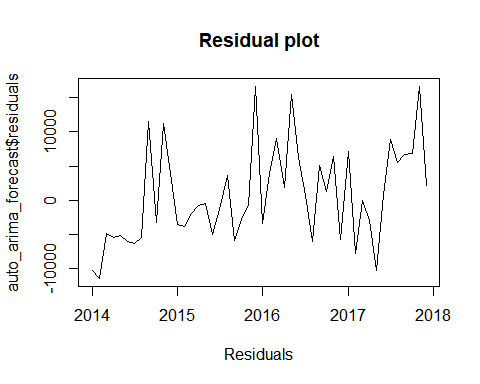 Residual plot
auto_arima_forecast$residuals
10000
0
-10000
2014 2015 2016 2017 2018
Residuals